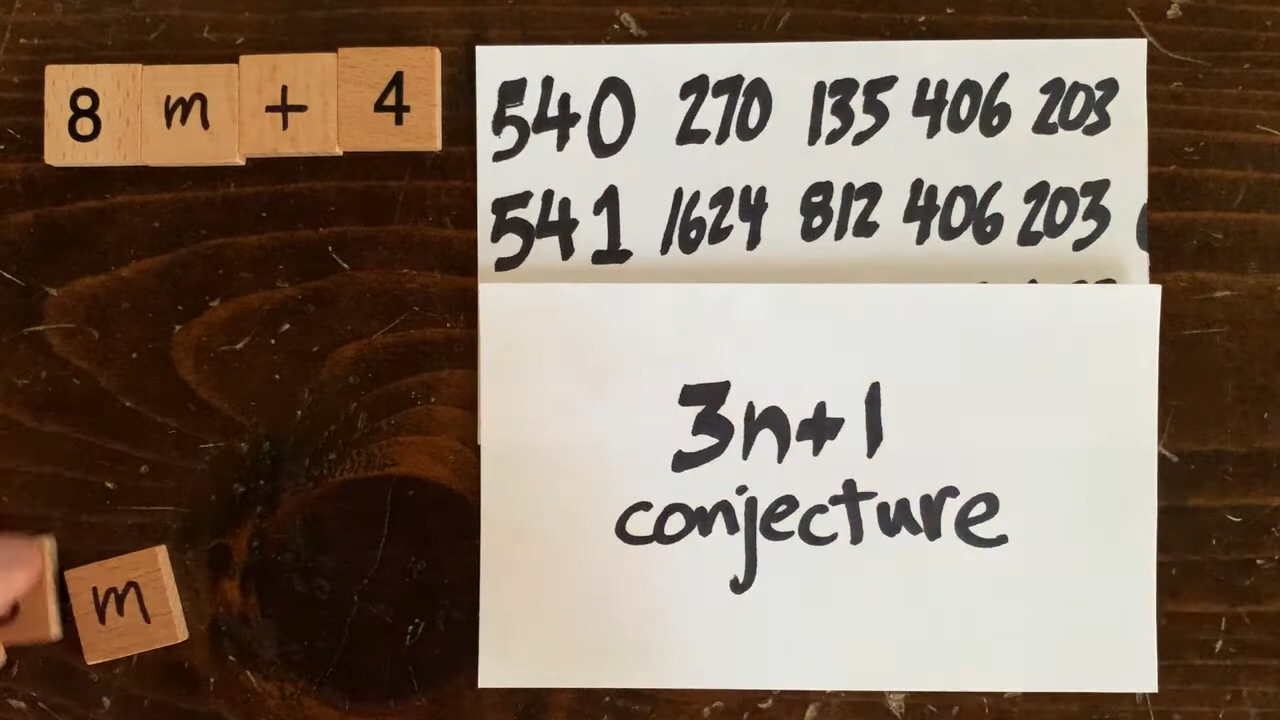 8 m + 4
540 270 135 406 203
541 1624 812 406 203
3n+1
conjecture
m